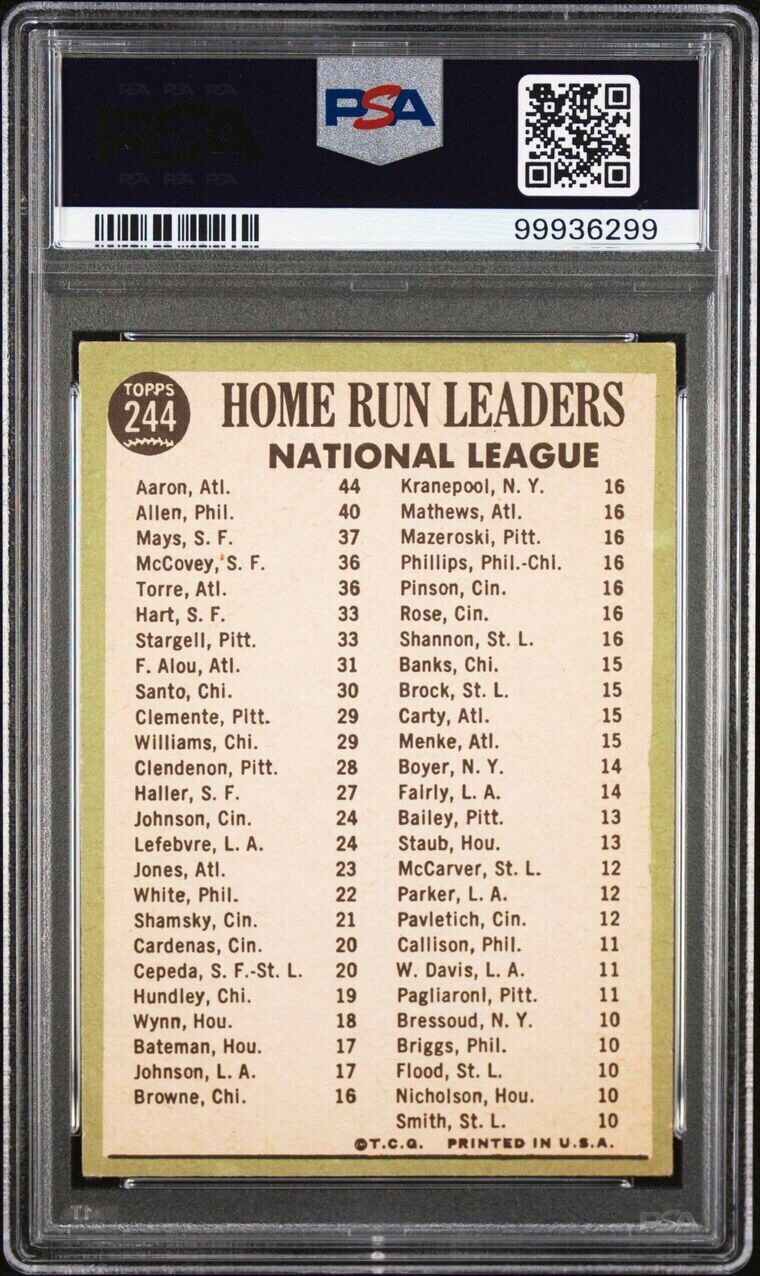 PSA PSA PSA
PSA
PSA PSA PSA
PSA
99936299
TOPPS
244
HOME RUN LEADERS
NATIONAL LEAGUE
Aaron, Atl. 44 Kranepool, N. Y. 16
Allen, Phil. 40 Mathews, Atl. 16
Mays, S. F. 37 Mazeroski, Pitt. 16
McCovey, S. F. 36 Phillips, Phil.-Chi. 16
Torre, Atl. 36 Pinson, Cin. 16
Hart, S. F. 33 Rose, Cin. 16
Stargell, Pitt. 33 Shannon, St. L. 16
F. Alou, Atl. 31 Banks, Chi. 15
Santo, Chi. 30 Brock, St. L. 15
Clemente, Pitt. 29 Carty, Atl. 15
Williams, Chi. 29 Menke, Atl. 15
Clendenon, Pitt. 28 Boyer, N. Y. 14
Haller, S. F. 27 Fairly, L. A. 14
Johnson, Cin. 24 Bailey, Pitt. 13
Lefebvre, L. A. 24 Staub, Hou. 13
Jones, Atl. 23 McCarver, St. L. 12
White, Phil. 22 Parker, L. A. 12
Shamsky, Cin. 21 Pavletich, Cin. 12
Cardenas, Cin. 20 Callison, Phil. 11
Cepeda, S. F.-St. L. 20 W. Davis, L. A. 11
Hundley, Chi. 19 Pagliaroni, Pitt. 11
Wynn, Hou. 18 Bressoud, N. Y. 10
Bateman, Hou. 17 Briggs, Phil. 10
Johnson, L. A. 17 Flood, St. L. 10
Browne, Chi. 16 Nicholson, Hou. 10
Smith, St. L. 10
©T.C.G. PRINTED IN U.S.A.
PSA